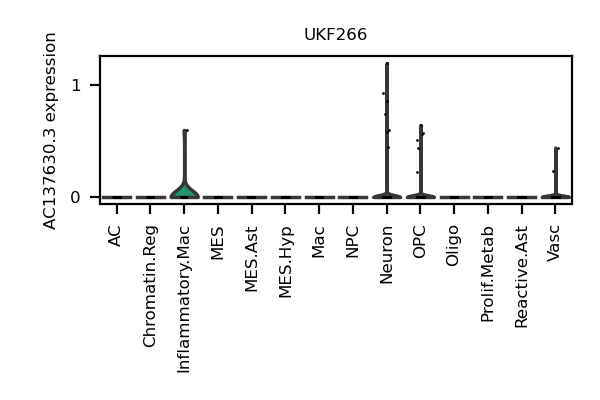 UKF266
AC137630.3 expression
1
0
AC
Chromatin.Reg
Inflammatory.Mac
MES
MES.Ast
MES.Hyp
Mac
NPC
Neuron
OPC
Oligo
Prolif.Metab
Reactive.Ast
Vasc